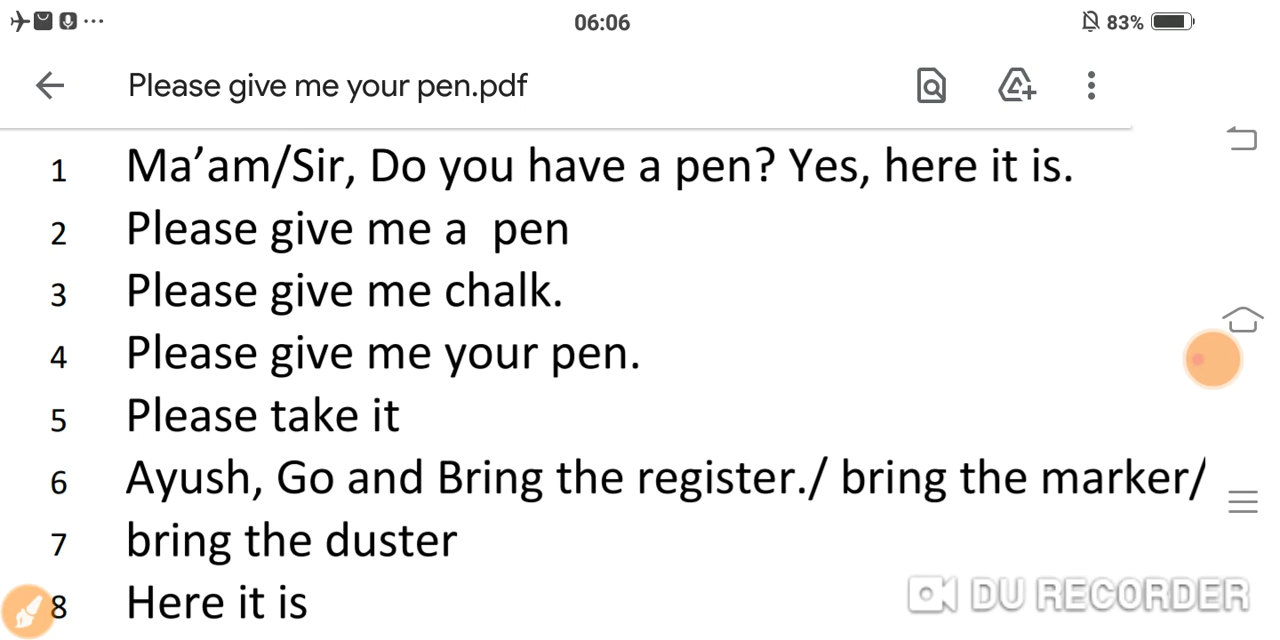 06:06
83%
Please give me your pen.pdf
1 Ma’am/Sir, Do you have a pen? Yes, here it is.
2 Please give me a pen
3 Please give me chalk.
4 Please give me your pen.
5 Please take it
6 Ayush, Go and Bring the register./ bring the marker/
7 bring the duster
8 Here it is
DU RECORDER